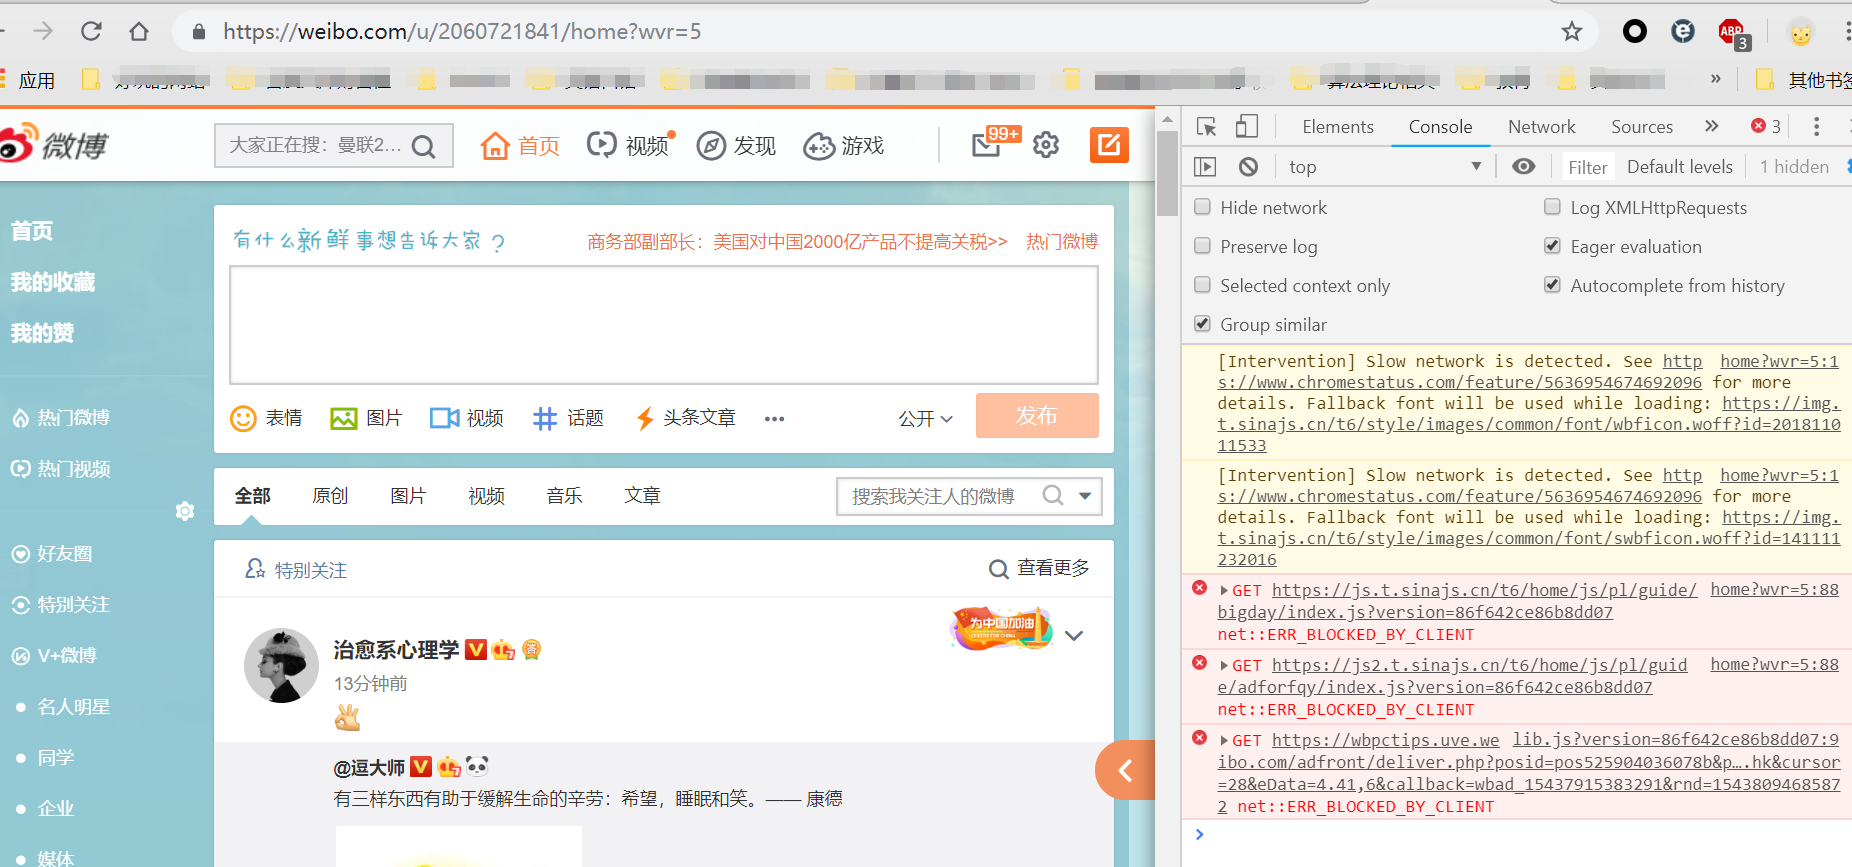 https://weibo.com/u/2060721841/home?wvr=5
ABP
3
应用
»
其他书签
微博
大家正在搜：曼联2...
首页
视频
发现
游戏
99+
首页
我的收藏
我的赞
热门微博
热门视频
好友圈
特别关注
V+微博
名人明星
同学
企业
媒体
有什么新鲜事想告诉大家？
商务部副部长：美国对中国2000亿产品不提高关税>>
热门微博
表情
图片
视频
话题
头条文章
公开
发布
全部
原创
图片
视频
音乐
文章
搜索我关注人的微博
特别关注
查看更多
治愈系心理学
为中国加油
13分钟前
@逗大师
有三样东西有助于缓解生命的辛劳：希望，睡眠和笑。—— 康德
Elements
Console
Network
Sources
»
3
top
Filter
Default levels
1 hidden
Hide network
Log XMLHttpRequests
Preserve log
Eager evaluation
Selected context only
Autocomplete from history
Group similar
[Intervention] Slow network is detected. See http home?wvr=5:1
s://www.chromestatus.com/feature/5636954674692096 for more
details. Fallback font will be used while loading: https://img.
t.sinajs.cn/t6/style/images/common/font/wbficon.woff?id=2018110
11533
[Intervention] Slow network is detected. See http home?wvr=5:1
s://www.chromestatus.com/feature/5636954674692096 for more
details. Fallback font will be used while loading: https://img.
t.sinajs.cn/t6/style/images/common/font/swbficon.woff?id=141111
232016
GET https://js.t.sinajs.cn/t6/home/js/pl/guide/ home?wvr=5:88
bigday/index.js?version=86f642ce86b8dd07
net::ERR_BLOCKED_BY_CLIENT
GET https://js2.t.sinajs.cn/t6/home/js/pl/guid home?wvr=5:88
e/adforfqy/index.js?version=86f642ce86b8dd07
net::ERR_BLOCKED_BY_CLIENT
GET https://wbpctips.uve.we lib.js?version=86f642ce86b8dd07:9
ibo.com/adfront/deliver.php?posid=pos525904036078b&p….hk&cursor
=28&eData=4.41,6&callback=wbad_15437915383291&rnd=154380946858​7
2 net::ERR_BLOCKED_BY_CLIENT